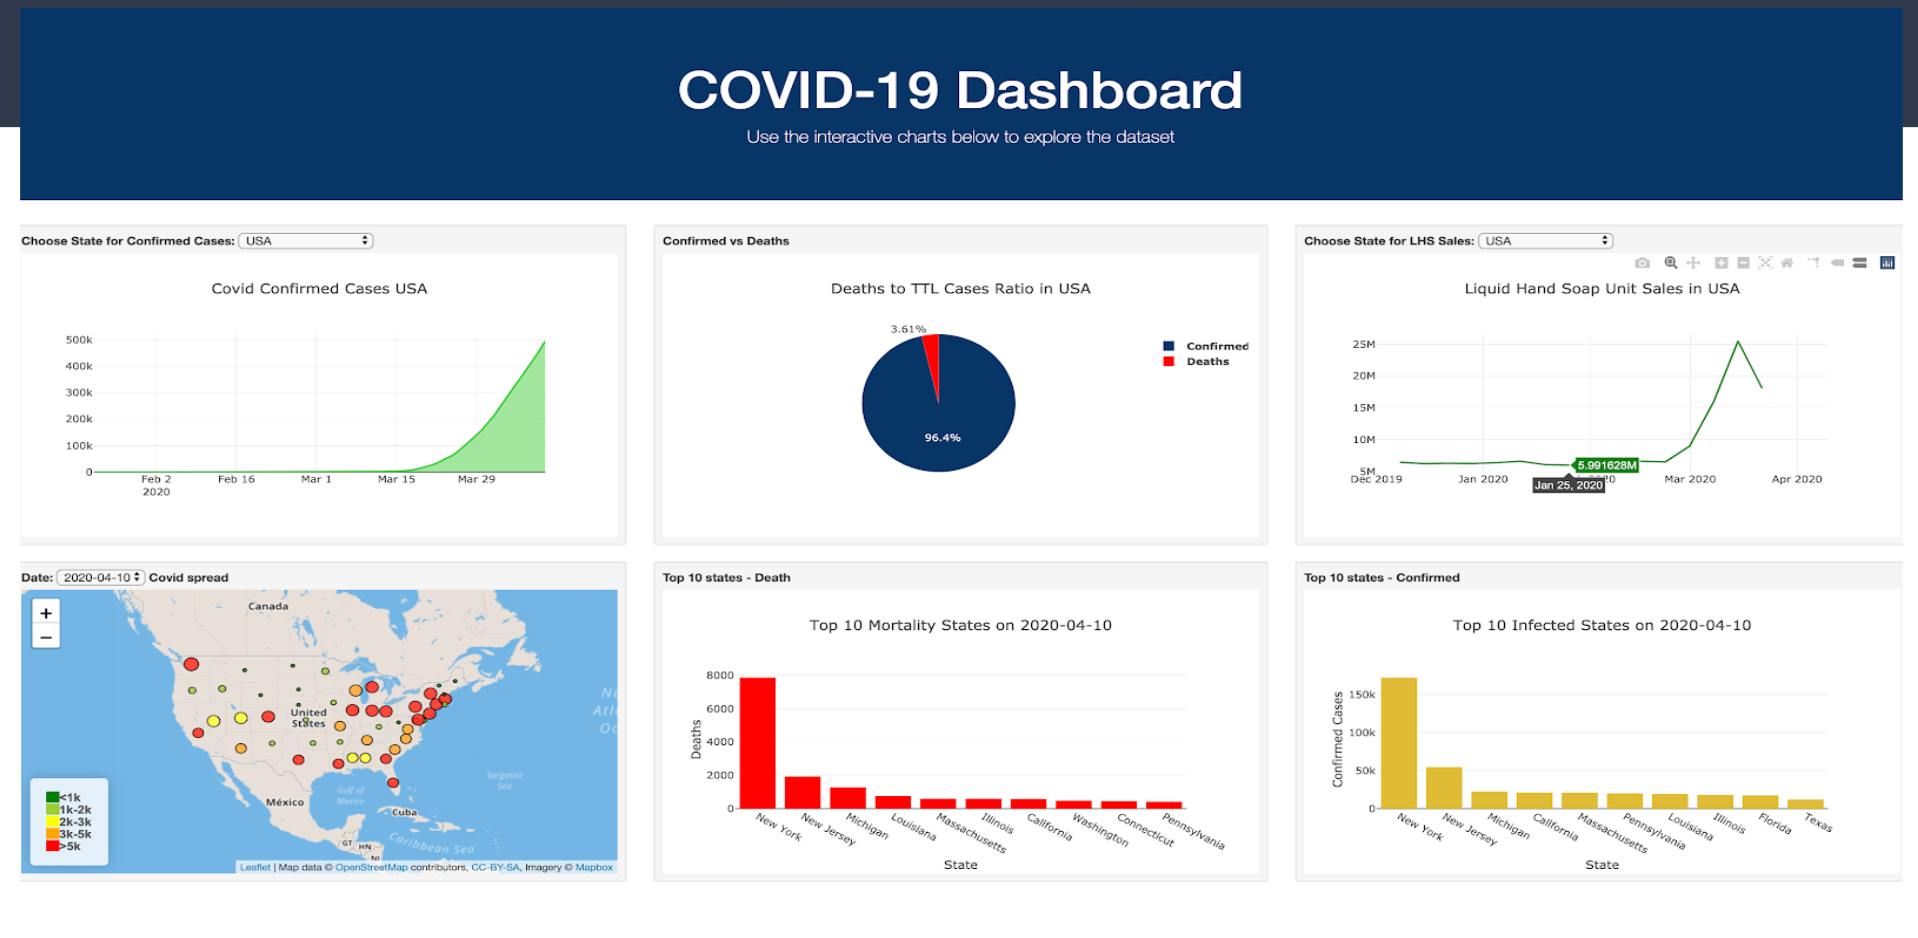 COVID-19 Dashboard
Use the interactive charts below to explore the dataset
Choose State for Confirmed Cases: USA
Covid Confirmed Cases USA
500k
400k
300k
200k
100k
0
Feb 2 Feb 16 Mar 1 Mar 15 Mar 29
2020
Confirmed vs Deaths
Deaths to TTL Cases Ratio in USA
3.61%
96.4%
Confirmed
Deaths
Choose State for LHS Sales: USA
Liquid Hand Soap Unit Sales in USA
25M
20M
15M
10M
5M
5.991628M
Dec 2019 Jan 2020 Mar 2020 Apr 2020
Jan 25, 2020
Date: 2020-04-10 Covid spread
+
−
Canada
United
States
México
Gulf of
Mexico
Cuba
Sargasso
Sea
Caribbean Sea
GT HN
NI
<1k
1k-2k
2k-3k
3k-5k
>5k
Leaflet | Map data © OpenStreetMap contributors, CC-BY-SA, Imagery © Mapbox
Top 10 states - Death
Top 10 Mortality States on 2020-04-10
8000
6000
4000
2000
0
Deaths
New York New Jersey Michigan Louisiana Massachusetts Illinois California Washington Connecticut Pennsylvania
State
Top 10 states - Confirmed
Top 10 Infected States on 2020-04-10
150k
100k
50k
0
Confirmed Cases
New York New Jersey Michigan California Massachusetts Pennsylvania Louisiana Illinois Florida Texas
State